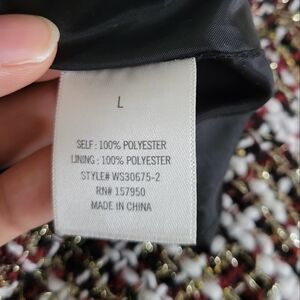 L
SELF : 100% POLYESTER
LINING : 100% POLYESTER
STYLE# WS30675-2
RN# 157950
MADE IN CHINA